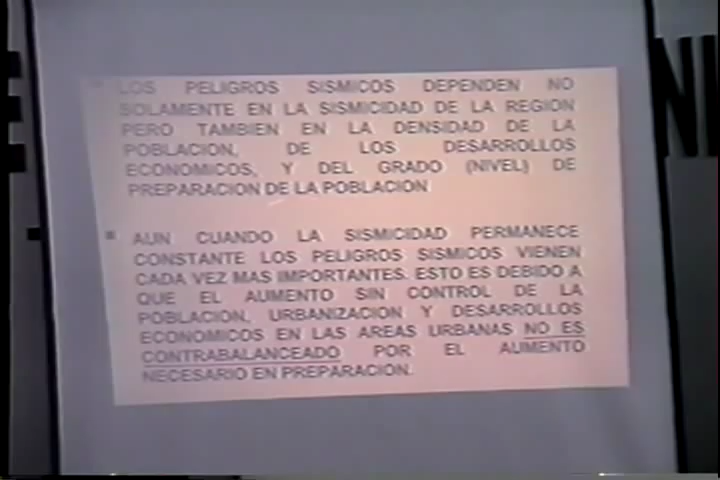 LOS PELIGROS SISMICOS DEPENDEN NO
SOLAMENTE EN LA SISMICIDAD DE LA REGION
PERO TAMBIEN EN LA DENSIDAD DE LA
POBLACION, DE LOS DESARROLLOS
ECONOMICOS, Y DEL GRADO (NIVEL) DE
PREPARACION DE LA POBLACION
AUN CUANDO LA SISMICIDAD PERMANECE
CONSTANTE LOS PELIGROS SISMICOS VIENEN
CADA VEZ MAS IMPORTANTES. ESTO ES DEBIDO A
QUE EL AUMENTO SIN CONTROL DE LA
POBLACION, URBANIZACION Y DESARROLLOS
ECONOMICOS EN LAS AREAS URBANAS NO ES
CONTRABALANCEADO POR EL AUMENTO
NECESARIO EN PREPARACION.